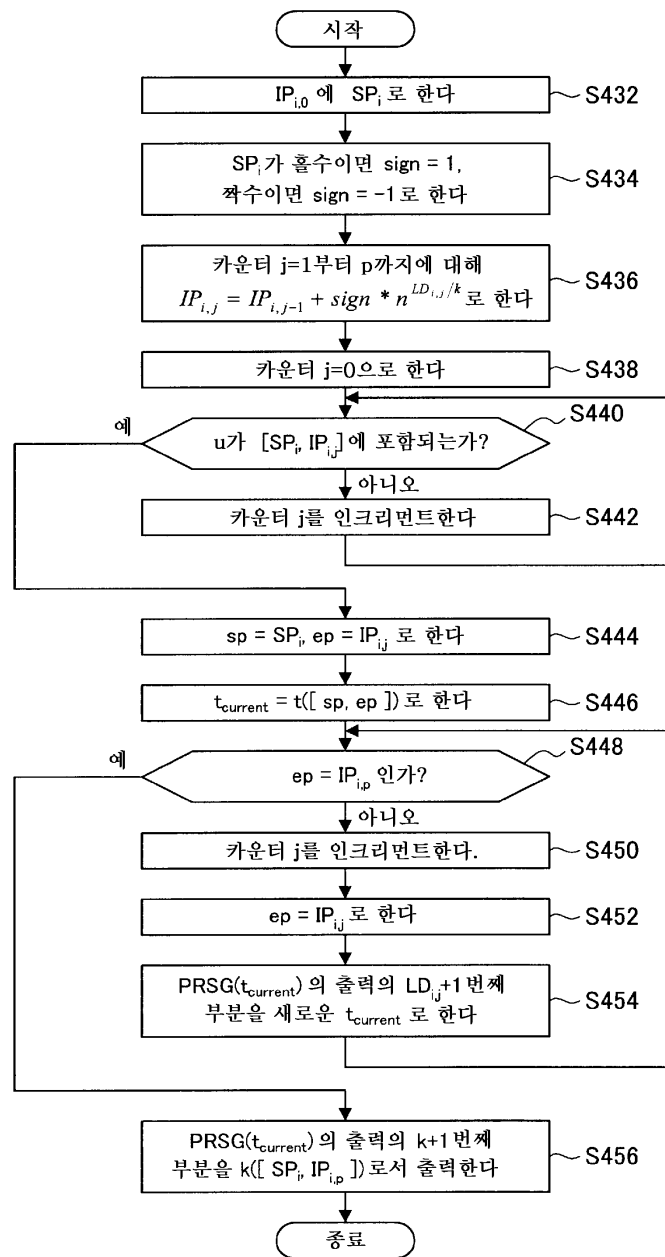 시작
IP_{i,0} 에 SP_i 로 한다
S432
SP_i가 홀수이면 sign = 1,
짝수이면 sign = -1로 한다
S434
카운터 j=1부터 p까지에 대해
IP_{i,j} = IP_{i,j-1} + sign * n^{LD_{i,j}/k} 로 한다
S436
카운터 j=0으로 한다
S438
S440
예
u가 [SP_i, IP_{i,j}]에 포함되는가?
아니오
카운터 j를 인크리먼트한다
S442
sp = SP_i, ep = IP_{i,j} 로 한다
S444
t_{current} = t([ sp, ep ])로 한다
S446
S448
예
ep = IP_{i,p} 인가?
아니오
카운터 j를 인크리먼트한다.
S450
ep = IP_{i,j} 로 한다
S452
PRSG(t_{current})의 출력의 LD_{i,j}+1 번째
부분을 새로운 t_{current} 로 한다
S454
PRSG(t_{current})의 출력의 k+1 번째
부분을 k([ SP_i, IP_{i,p} ])로서 출력한다
S456
종료